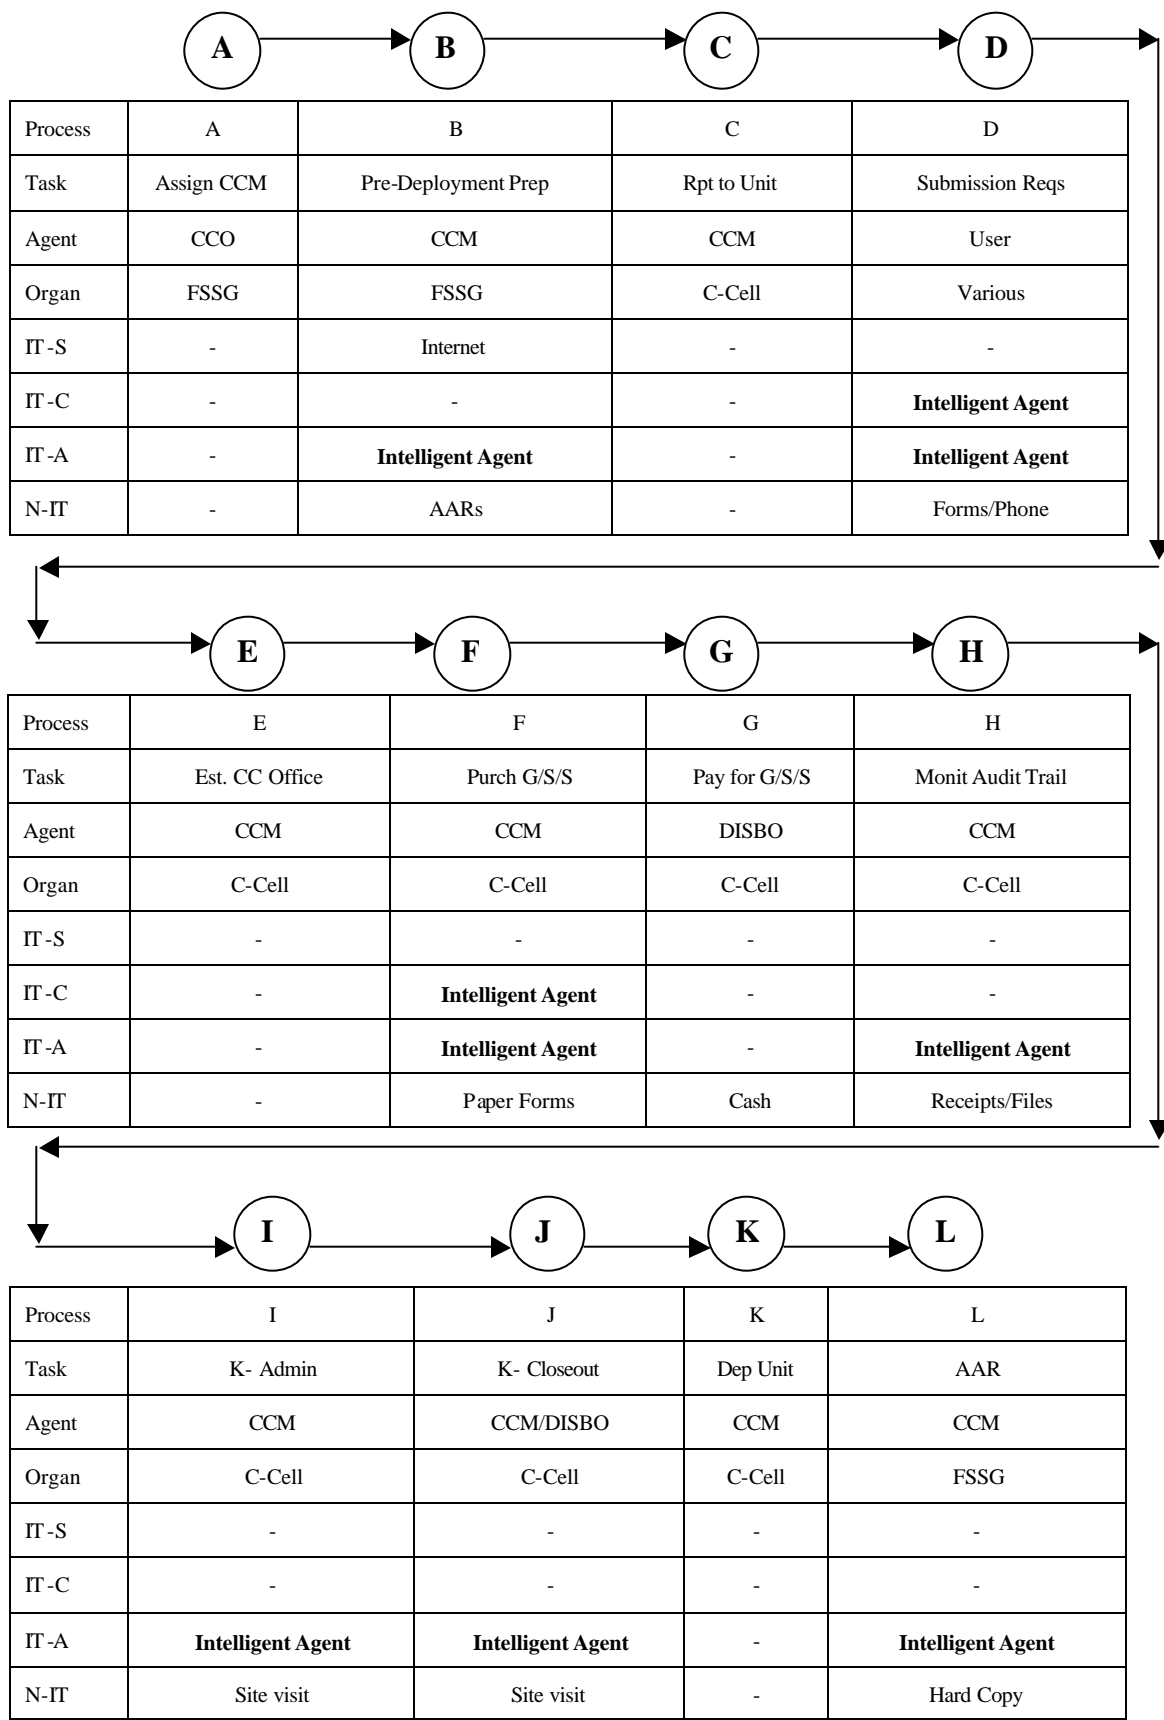 A B C D
Process A B C D
Task Assign CCM Pre-Deployment Prep Rpt to Unit Submission Reqs
Agent CCO CCM CCM User
Organ FSSG FSSG C-Cell Various
IT-S - Internet - -
IT-C - - - Intelligent Agent
IT-A - Intelligent Agent - Intelligent Agent
N-IT - AARs - Forms/Phone
E F G H
Process E F G H
Task Est. CC Office Purch G/S/S Pay for G/S/S Monit Audit Trail
Agent CCM CCM DISBO CCM
Organ C-Cell C-Cell C-Cell C-Cell
IT-S - - - -
IT-C - Intelligent Agent - -
IT-A - Intelligent Agent - Intelligent Agent
N-IT - Paper Forms Cash Receipts/Files
I J K L
Process I J K L
Task K- Admin K- Closeout Dep Unit AAR
Agent CCM CCM/DISBO CCM CCM
Organ C-Cell C-Cell C-Cell FSSG
IT-S - - - -
IT-C - - - -
IT-A Intelligent Agent Intelligent Agent - Intelligent Agent
N-IT Site visit Site visit - Hard Copy